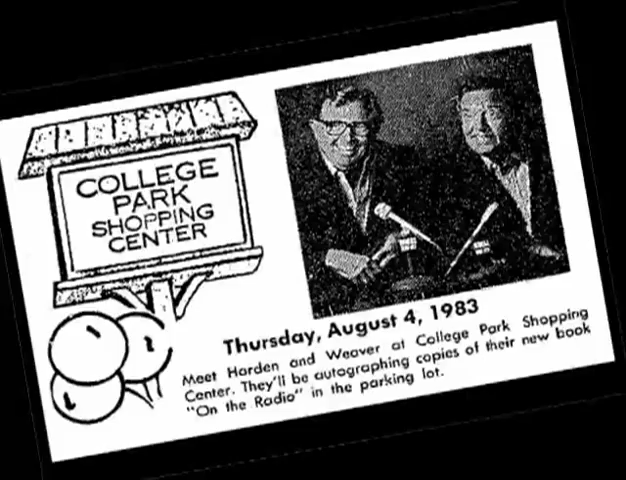 COLLEGE
PARK
SHOPPING
CENTER
Thursday, August 4, 1983
Meet Harden and Weaver at College Park Shopping
Center. They'll be autographing copies of their new book
"On the Radio" in the parking lot.